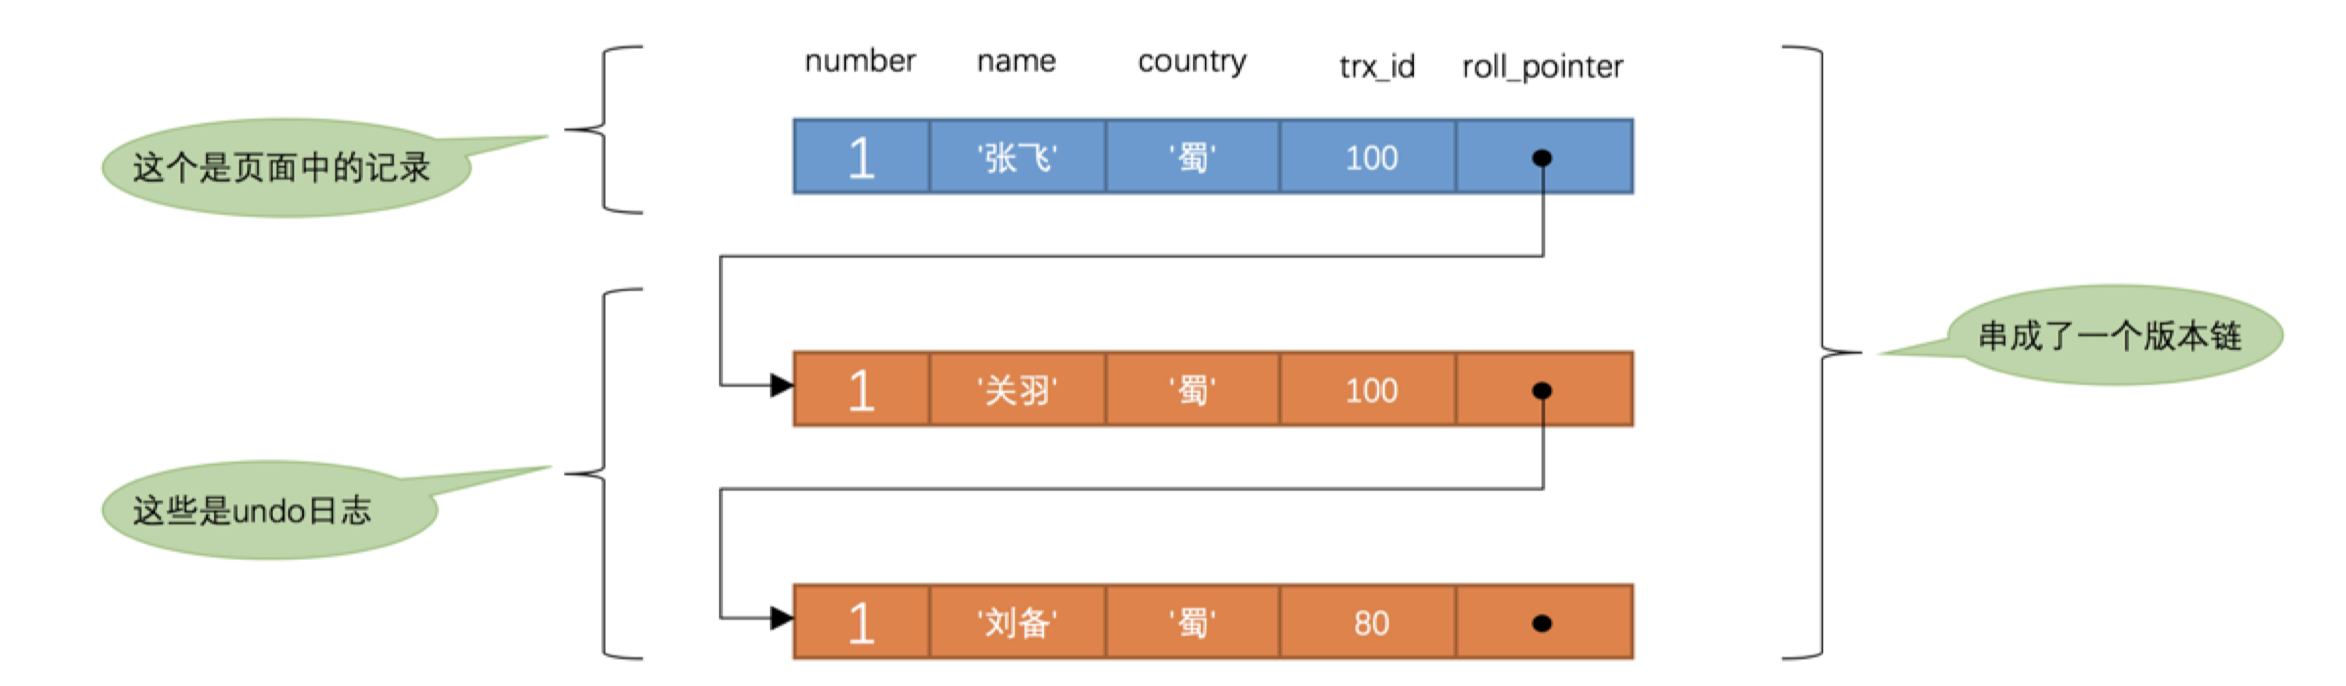 number name country trx_id roll_pointer
这个是页面中的记录
1 '张飞' '蜀' 100
串成了一个版本链
1 '关羽' '蜀' 100
这些是undo日志
1 '刘备' '蜀' 80